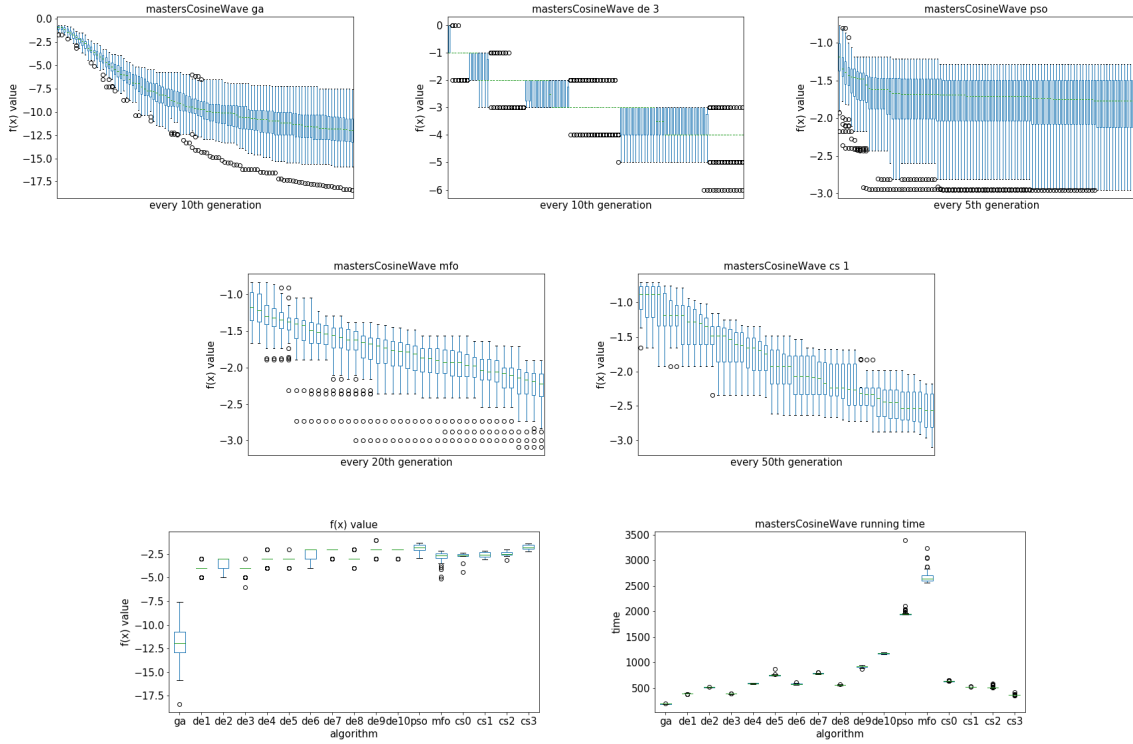 mastersCosineWave ga
f(x) value
0.0
−2.5
−5.0
−7.5
−10.0
−12.5
−15.0
−17.5
every 10th generation
mastersCosineWave de 3
f(x) value
0
−1
−2
−3
−4
−5
−6
every 10th generation
mastersCosineWave pso
f(x) value
−1.0
−1.5
−2.0
−2.5
−3.0
every 5th generation
mastersCosineWave mfo
f(x) value
−1.0
−1.5
−2.0
−2.5
−3.0
every 20th generation
mastersCosineWave cs 1
f(x) value
−1.0
−1.5
−2.0
−2.5
−3.0
every 50th generation
f(x) value
f(x) value
−2.5
−5.0
−7.5
−10.0
−12.5
−15.0
−17.5
ga de1 de2 de3 de4 de5 de6 de7 de8 de9 de10 pso mfo cs0 cs1 cs2 cs3
algorithm
mastersCosineWave running time
time
3500
3000
2500
2000
1500
1000
500
ga de1 de2 de3 de4 de5 de6 de7 de8 de9 de10 pso mfo cs0 cs1 cs2 cs3
algorithm